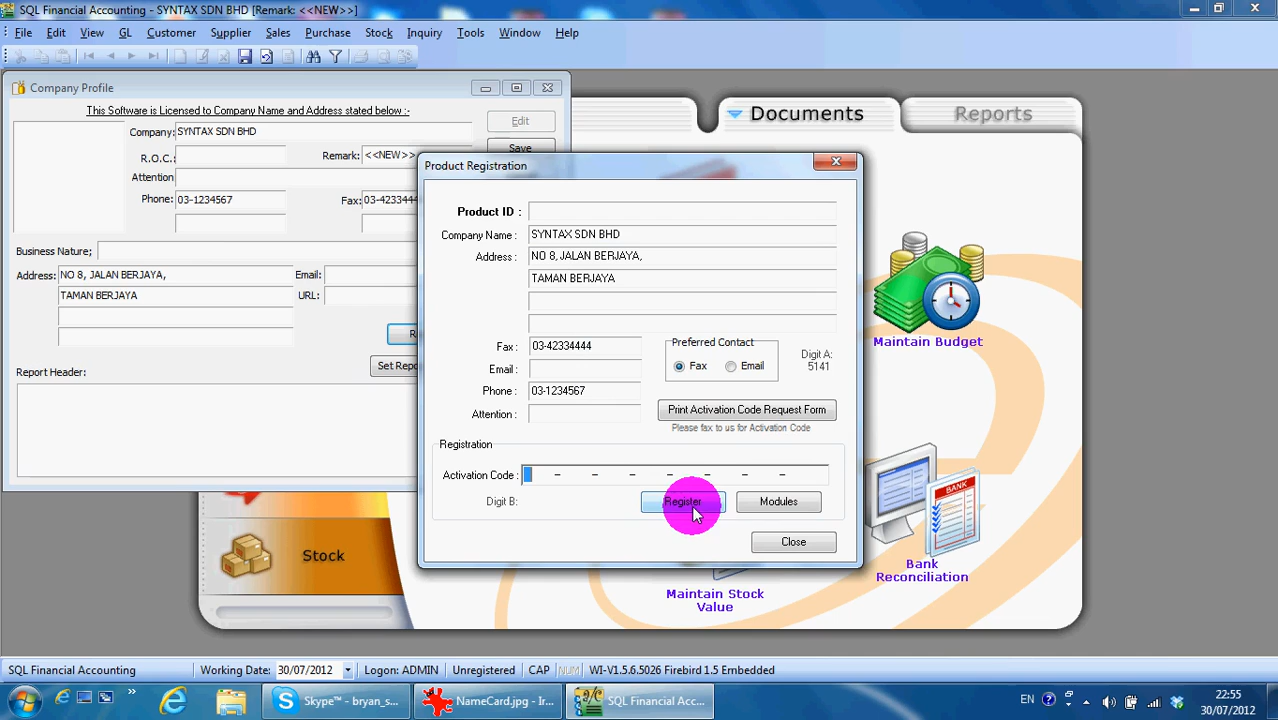 SQL Financial Accounting - SYNTAX SDN BHD [Remark: <<NEW>>]
File Edit View GL Customer Supplier Sales Purchase Stock Inquiry Tools Window Help
Company Profile
This Software is Licensed to Company Name and Address stated below :-
Company: SYNTAX SDN BHD
Edit
R.O.C.:
Remark: <<NEW>>
Save
Attention
Phone: 03-1234567
Fax: 03-4233444
Business Nature;
Address: NO 8, JALAN BERJAYA,
Email:
TAMAN BERJAYA
URL:
Set Repo
Report Header:
Documents
Reports
Product Registration
Product ID :
Company Name : SYNTAX SDN BHD
Address : NO 8, JALAN BERJAYA,
TAMAN BERJAYA
Fax : 03-42334444
Preferred Contact
Fax Email
Digit A:
5141
Email :
Phone : 03-1234567
Attention :
Print Activation Code Request Form
Please fax to us for Activation Code
Registration
Activation Code : - - - - - - -
Digit B:
Register
Modules
Close
Maintain Budget
Bank
Reconciliation
Maintain Stock
Value
Stock
SQL Financial Accounting
Working Date: 30/07/2012
Logon: ADMIN
Unregistered
CAP
NUM
WI-V1.5.6.5026 Firebird 1.5 Embedded
Skype™ - bryan_s...
NameCard.jpg - Ir...
SQL Financial Acc...
EN
22:55
30/07/2012